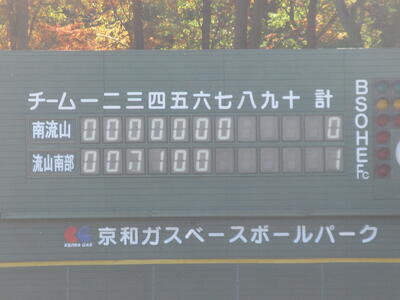 チーム 一 二 三 四 五 六 七 八 九 十 計
南流山 0 0 0 0 0 0 0 0
流山南部 0 0 1 0 0 1
B
S
O
H
E
Fc
KEIWA GAS 京和ガスベースボールパーク